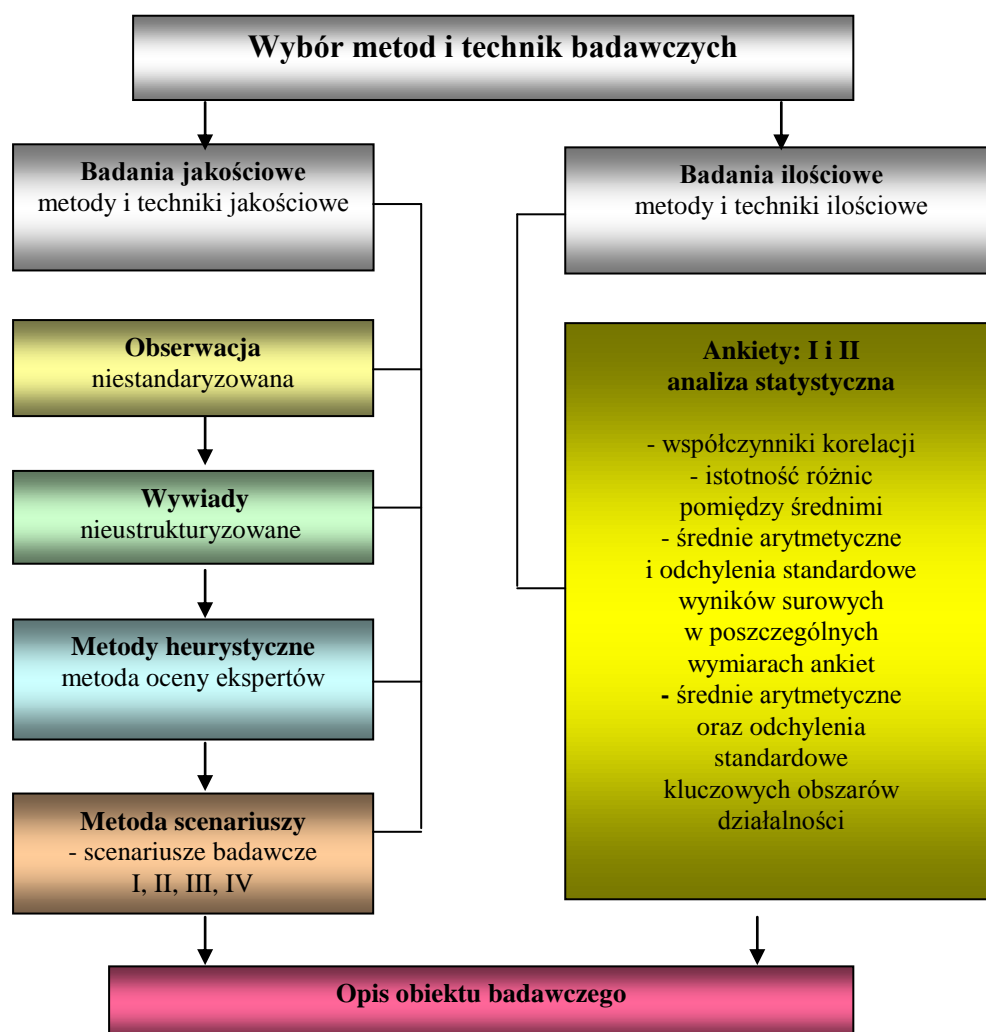 Wybór metod i technik badawczych
Badania jakościowe
metody i techniki jakościowe
Badania ilościowe
metody i techniki ilościowe
Obserwacja
niestandaryzowana
Wywiady
nieustrukturyzowane
Metody heurystyczne
metoda oceny ekspertów
Metoda scenariuszy
- scenariusze badawcze
I, II, III, IV
Ankiety: I i II
analiza statystyczna
- współczynniki korelacji
- istotność różnic
pomiędzy średnimi
- średnie arytmetyczne
i odchylenia standardowe
wyników surowych
w poszczególnych
wymiarach ankiet
- średnie arytmetyczne
oraz odchylenia
standardowe
kluczowych obszarów
działalności
Opis obiektu badawczego